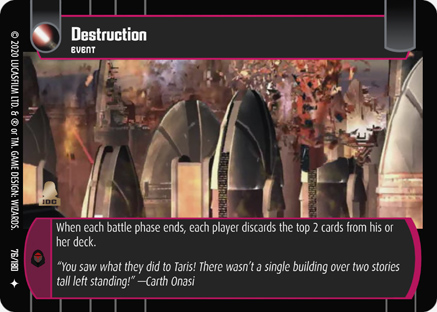 Destruction
EVENT
When each battle phase ends, each player discards the top 2 cards from his or
her deck.
“You saw what they did to Taris! There wasn't a single building over two stories
tall left standing!” —Carth Onasi
© 2020 LUCASFILM LTD. & ® or TM. GAME DESIGN: WIZARDS.